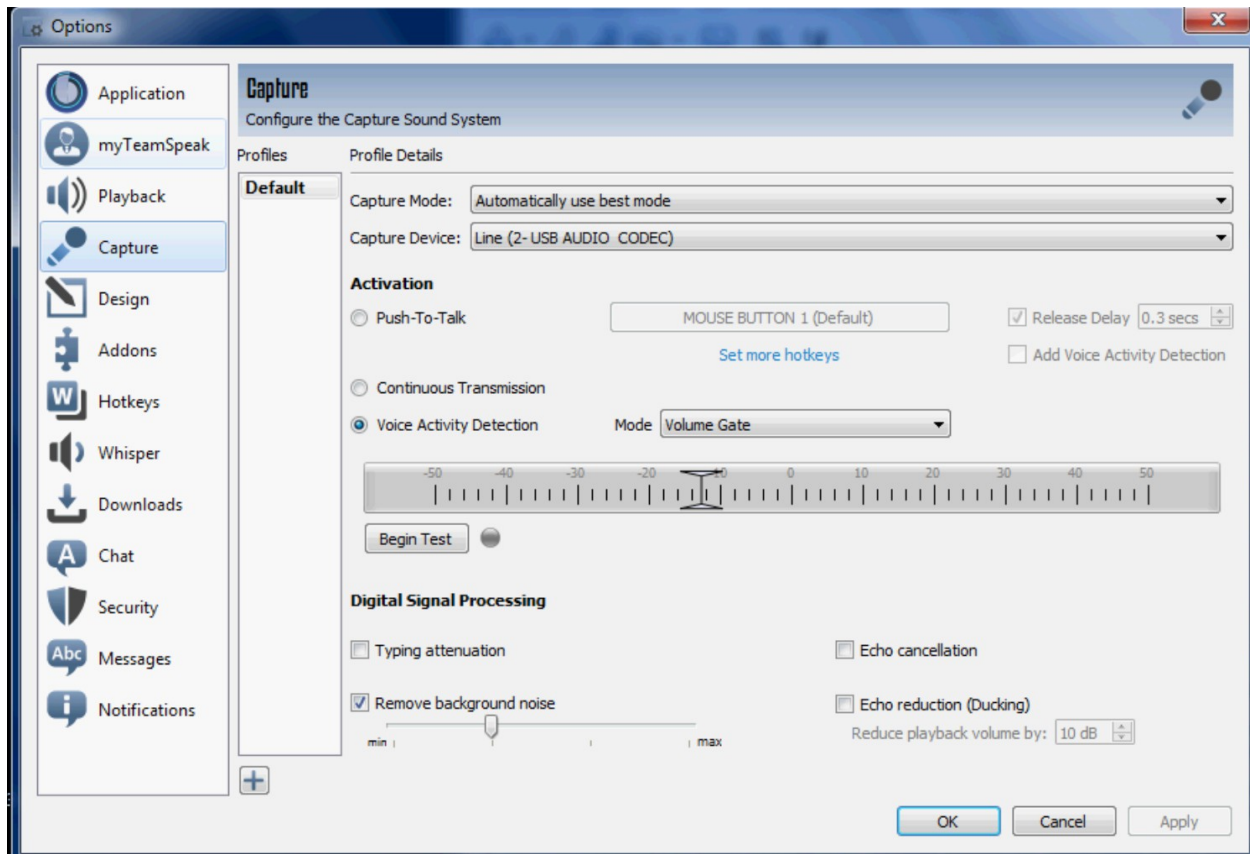 Options
Application
myTeamSpeak
Playback
Capture
Design
Addons
Hotkeys
Whisper
Downloads
Chat
Security
Messages
Notifications
Capture
Configure the Capture Sound System
Profiles
Default
Profile Details
Capture Mode: Automatically use best mode
Capture Device: Line (2- USB AUDIO  CODEC)
Activation
Push-To-Talk MOUSE BUTTON 1 (Default) Release Delay 0.3 secs
Set more hotkeys Add Voice Activity Detection
Continuous Transmission
Voice Activity Detection Mode Volume Gate
-50 -40 -30 -20 -10 0 10 20 30 40 50
Begin Test
Digital Signal Processing
Typing attenuation Echo cancellation
Remove background noise Echo reduction (Ducking)
min max Reduce playback volume by: 10 dB
OK Cancel Apply
W
A
Abc
i